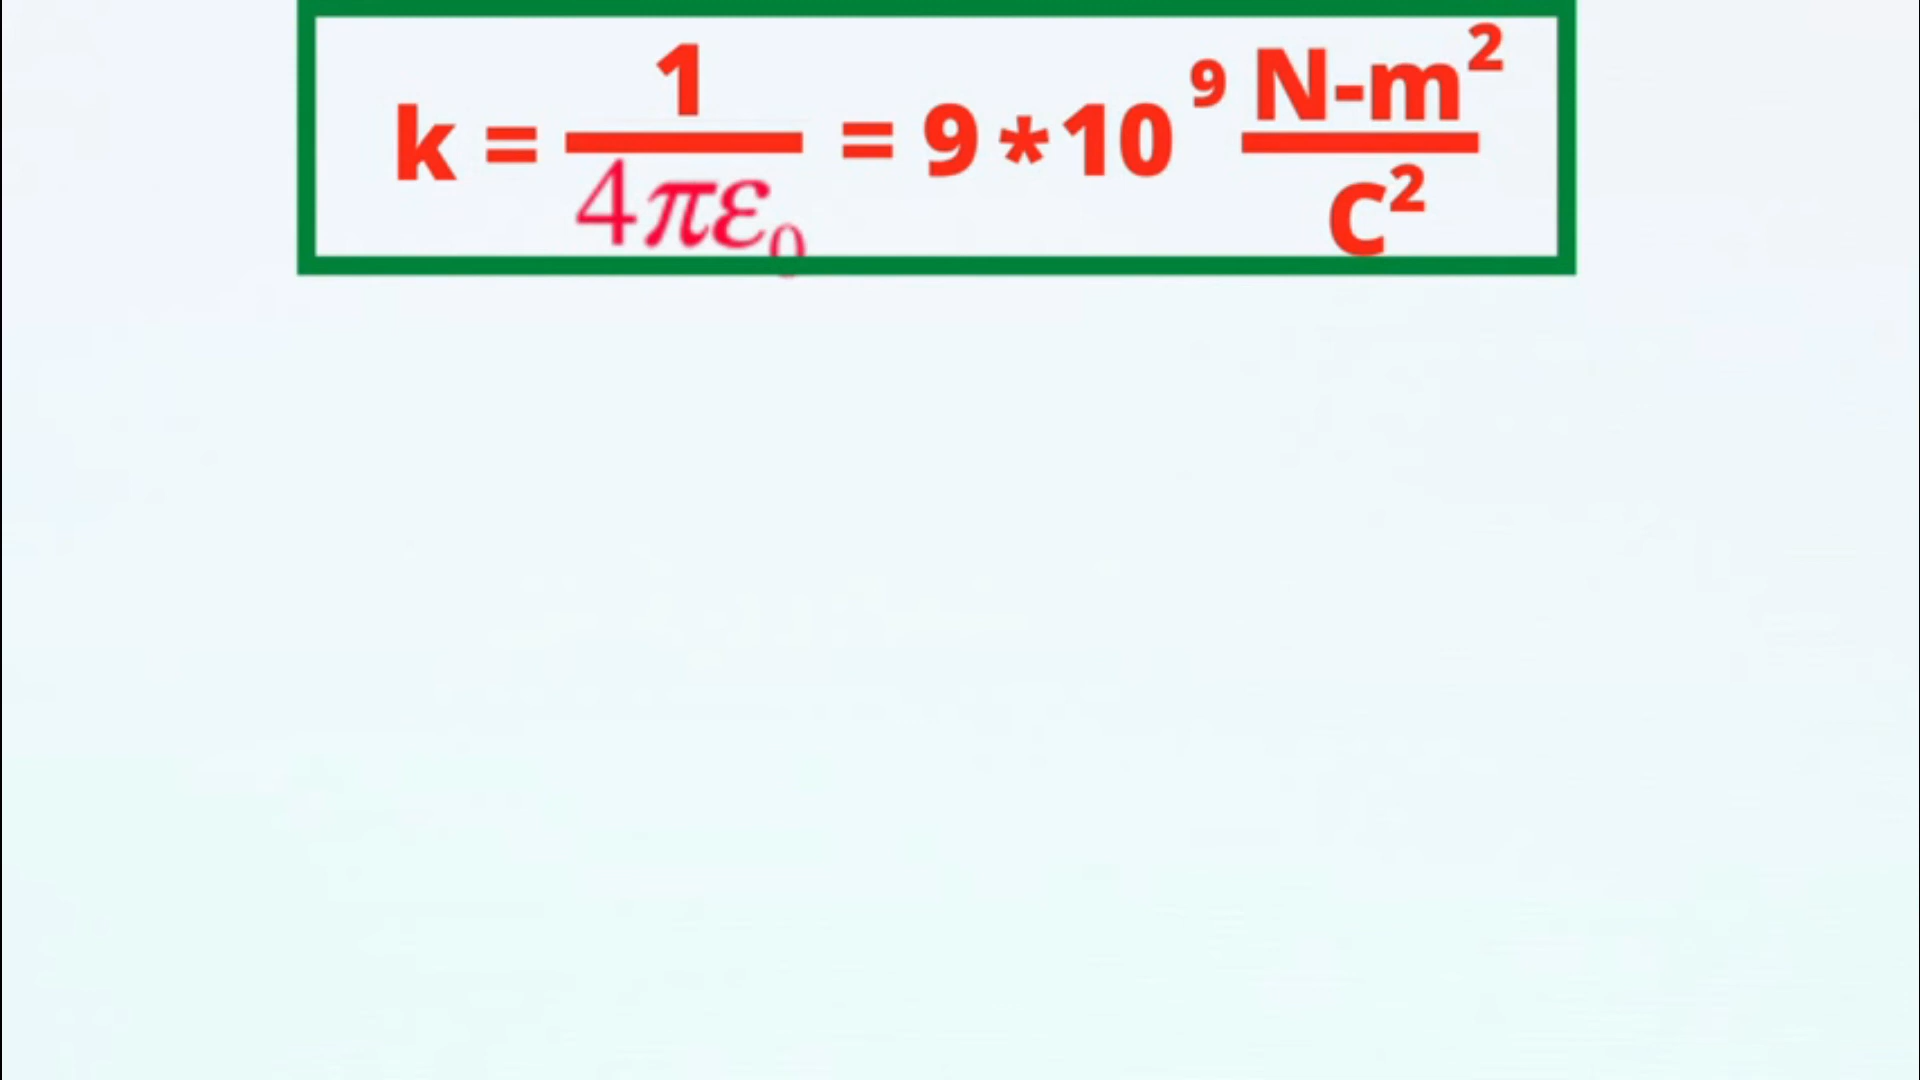 k = 1/4πε₀ = 9*10⁹ N-m²/C²